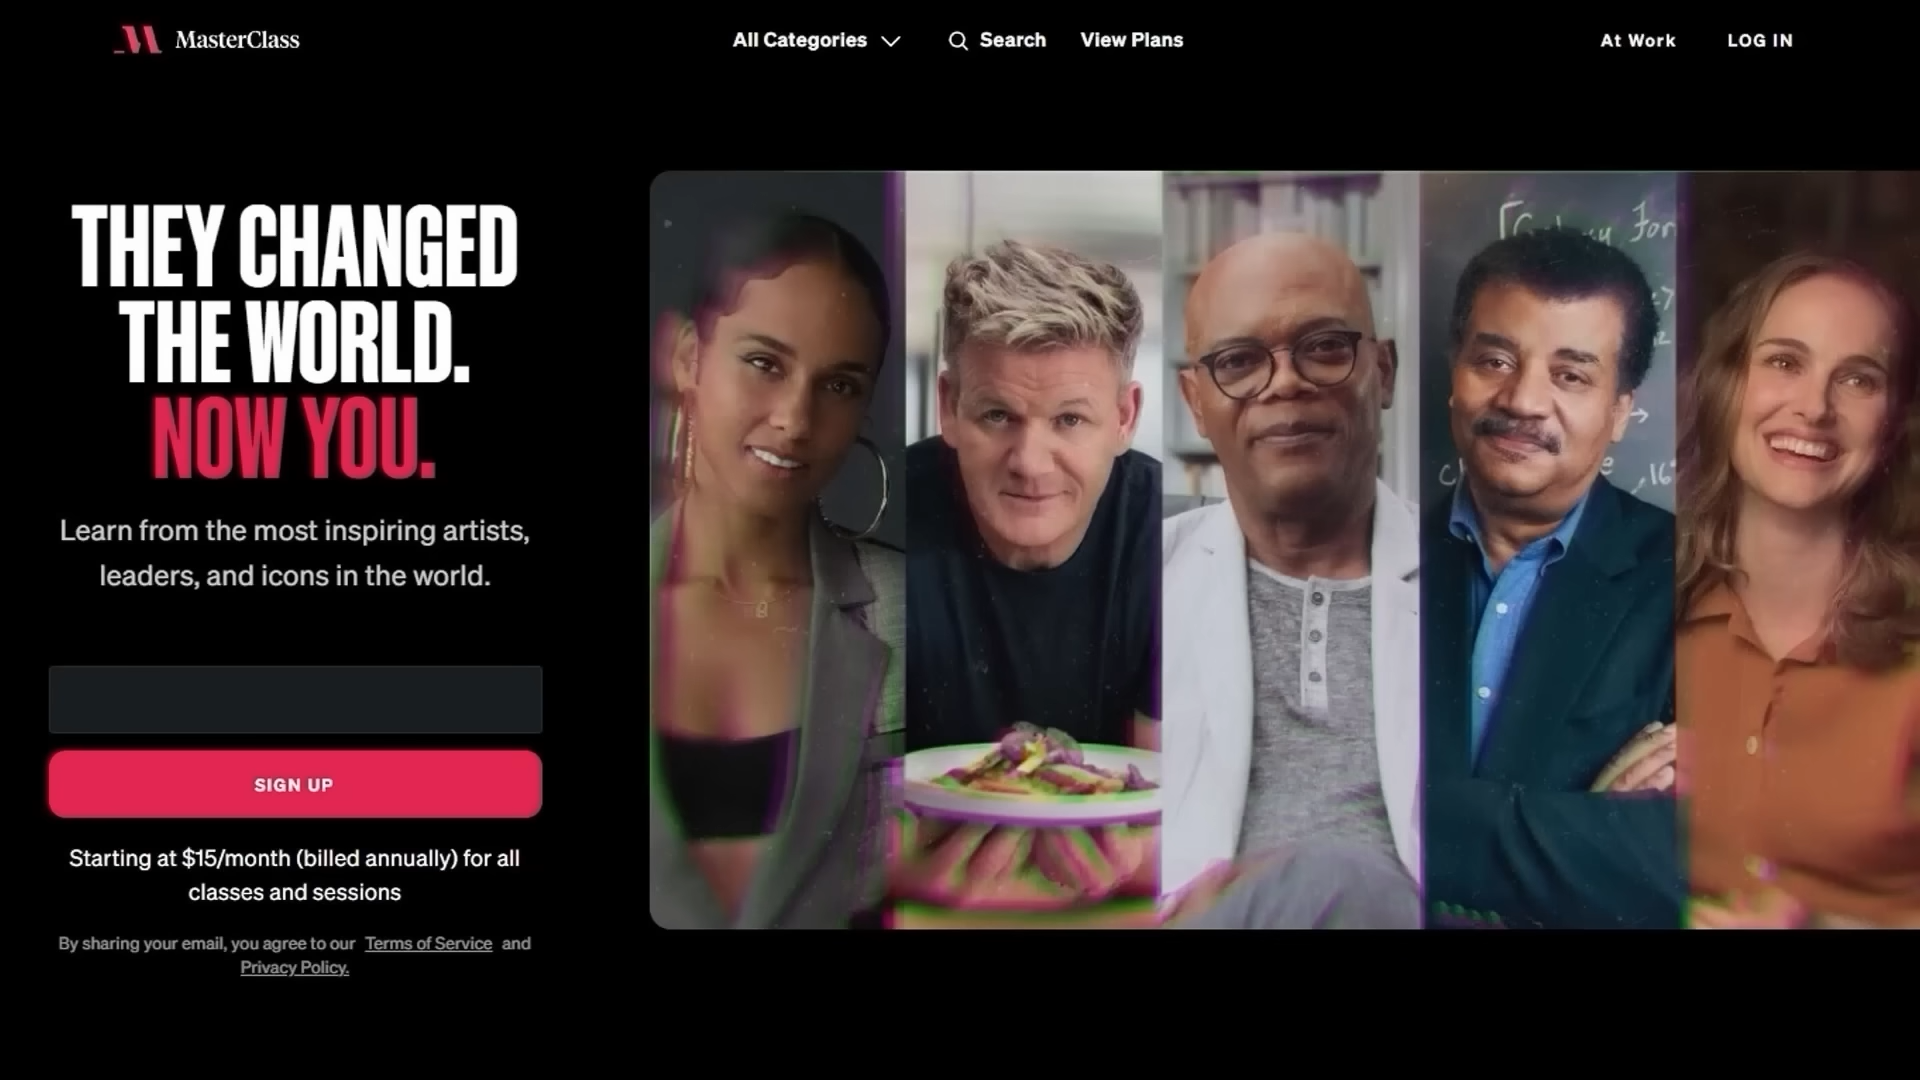 MasterClass
All Categories
Search
View Plans
At Work
LOG IN
THEY CHANGED
THE WORLD.
NOW YOU.
Learn from the most inspiring artists,
leaders, and icons in the world.
SIGN UP
Starting at $15/month (billed annually) for all
classes and sessions
By sharing your email, you agree to our Terms of Service and
Privacy Policy.